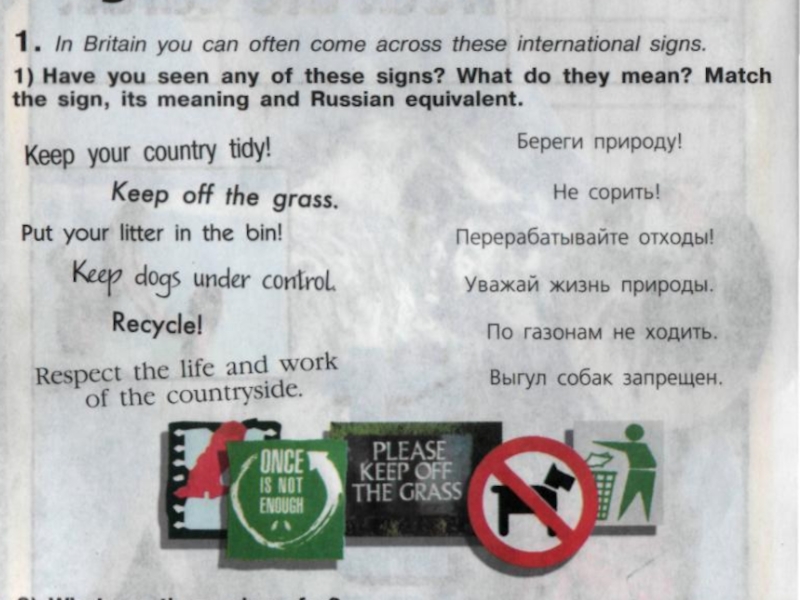 1. In Britain you can often come across these international signs.
1) Have you seen any of these signs? What do they mean? Match
the sign, its meaning and Russian equivalent.
Keep your country tidy!
Keep off the grass.
Put your litter in the bin!
Keep dogs under control.
Recycle!
Respect the life and work
of the countryside.
Береги природу!
Не сорить!
Перерабатывайте отходы!
Уважай жизнь природы.
По газонам не ходить.
Выгул собак запрещен.
ONCE
IS NOT
ENOUGH
PLEASE
KEEP OFF
THE GRASS